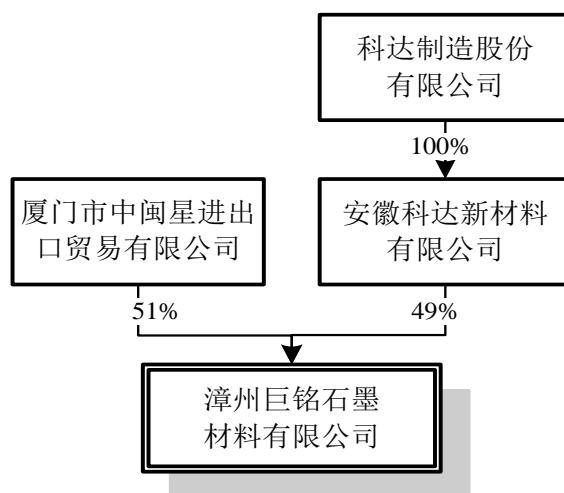 科达制造股份
有限公司
100%
厦门市中闽星进出
口贸易有限公司
安徽科达新材料
有限公司
51%
49%
漳州巨铭石墨
材料有限公司